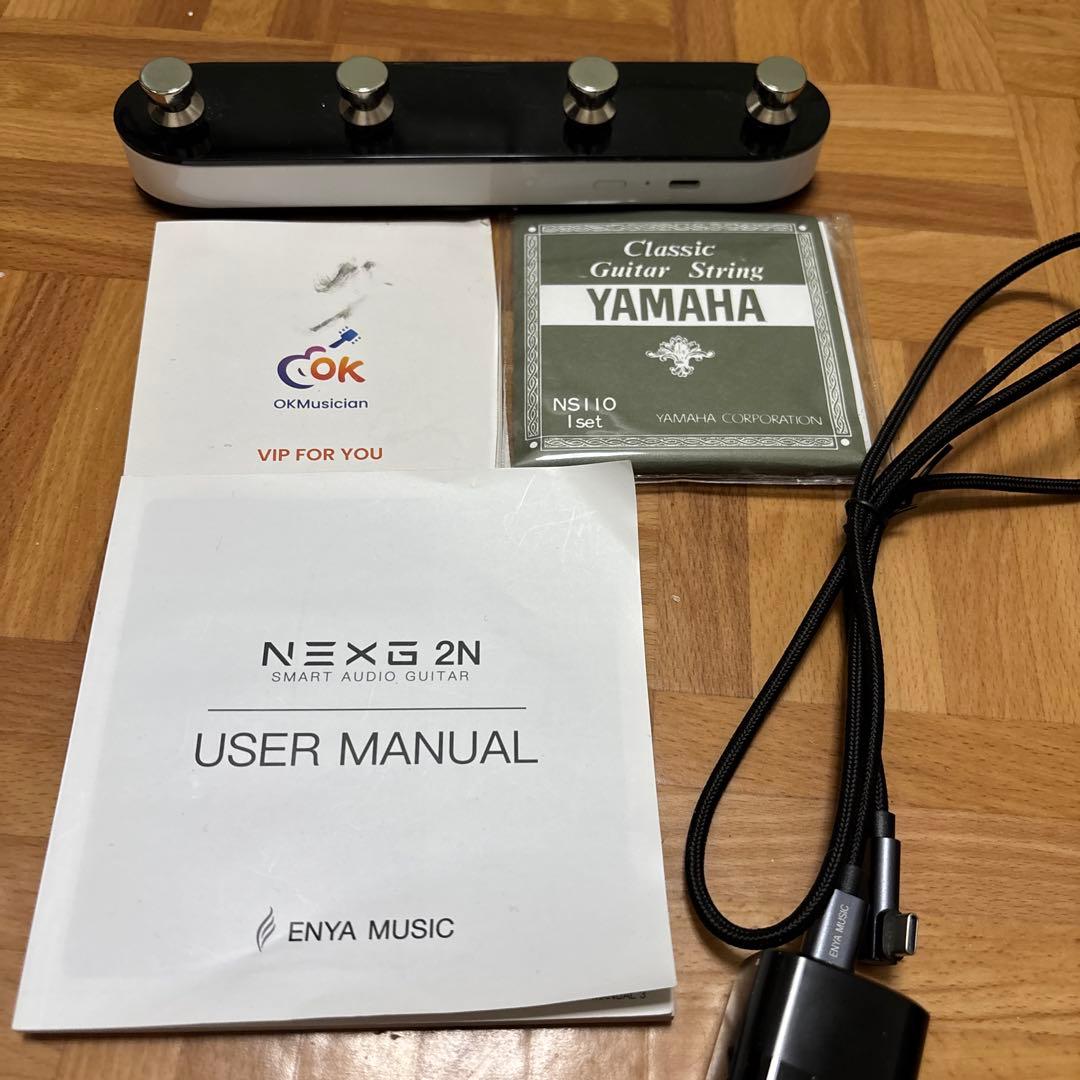 OK
OKMusician
VIP FOR YOU
Classic
Guitar String
YAMAHA
NS110
1set
YAMAHA CORPORATION
NEXG 2N
SMART AUDIO GUITAR
USER MANUAL
ENYA MUSIC
ENYA MUSIC